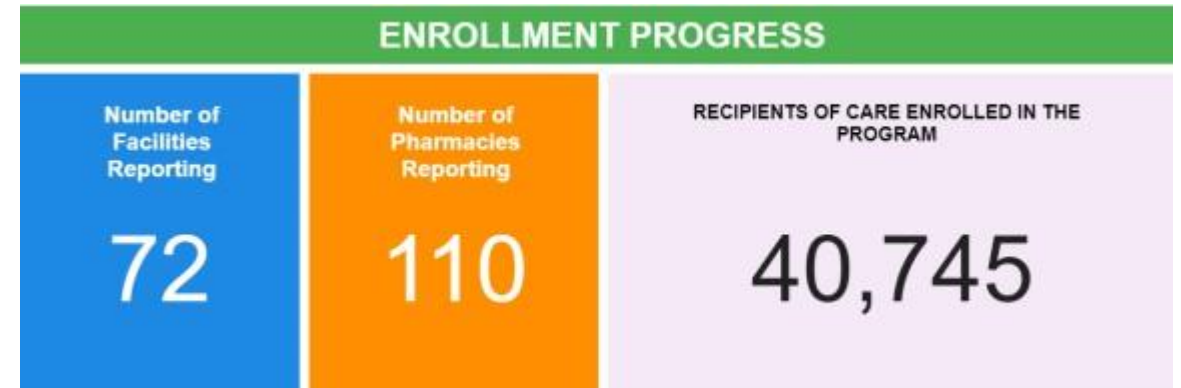 ENROLLMENT PROGRESS
Number of
Facilities
Reporting
72
Number of
Pharmacies
Reporting
110
RECIPIENTS OF CARE ENROLLED IN THE
PROGRAM
40,745